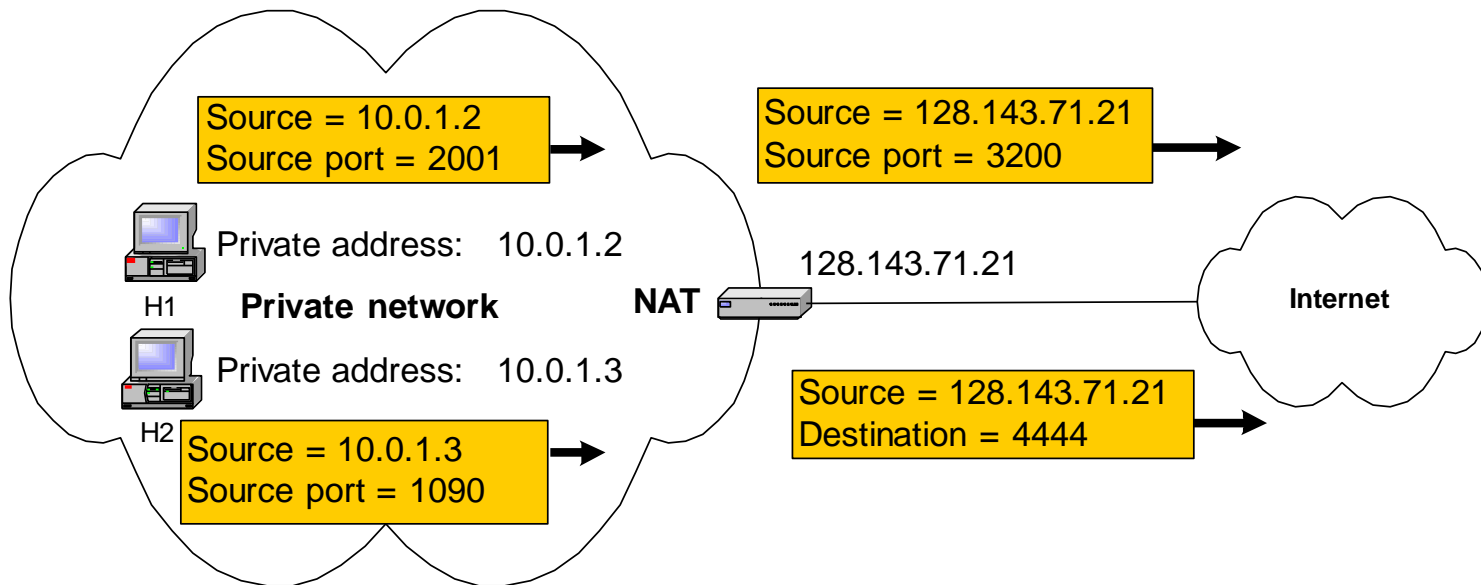 Source = 10.0.1.2
Source port = 2001
Source = 128.143.71.21
Source port = 3200
Private address: 10.0.1.2
H1
Private network
NAT
128.143.71.21
Internet
Private address: 10.0.1.3
H2
Source = 10.0.1.3
Source port = 1090
Source = 128.143.71.21
Destination = 4444